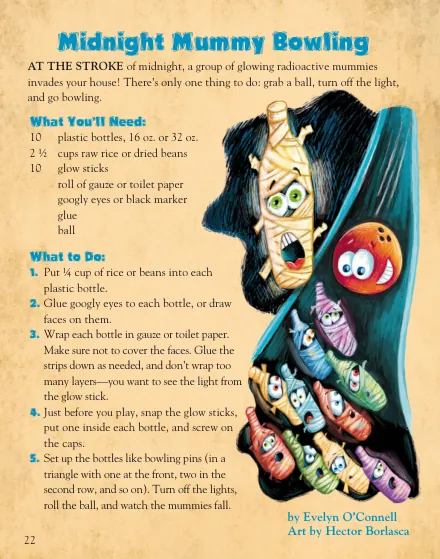 Midnight Mummy Bowling
AT THE STROKE of midnight, a group of glowing radioactive mummies
invades your house! There's only one thing to do: grab a ball, turn off the light,
and go bowling.
What You'll Need:
10 plastic bottles, 16 oz. or 32 oz.
2 ½ cups raw rice or dried beans
10 glow sticks
roll of gauze or toilet paper
googly eyes or black marker
glue
ball
What to Do:
1. Put ¼ cup of rice or beans into each
plastic bottle.
2. Glue googly eyes to each bottle, or draw
faces on them.
3. Wrap each bottle in gauze or toilet paper.
Make sure not to cover the faces. Glue the
strips down as needed, and don't wrap too
many layers—you want to see the light from
the glow stick.
4. Just before you play, snap the glow sticks,
put one inside each bottle, and screw on
the caps.
5. Set up the bottles like bowling pins (in a
triangle with one at the front, two in the
second row, and so on). Turn off the lights,
roll the ball, and watch the mummies fall.
by Evelyn O'Connell
Art by Hector Borlasca
22